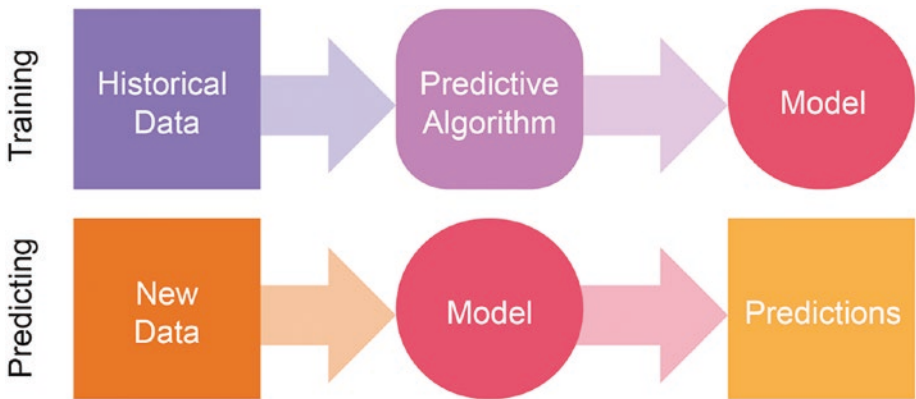 Training
Historical
Data
Predictive
Algorithm
Model
Predicting
New
Data
Model
Predictions